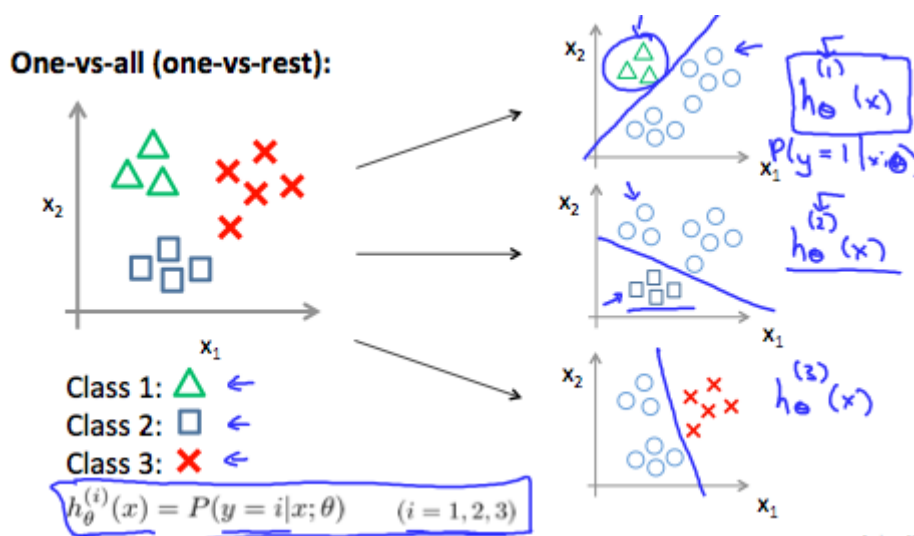 One-vs-all (one-vs-rest):
x₂
x₁
Class 1:
Class 2:
Class 3:
h_θ^(i)(x) = P(y = i|x; θ) (i = 1, 2, 3)
x₂
x₁
h_θ^(1)(x)
P(y = 1|x;θ)
x₂
x₁
h_θ^(2)(x)
x₂
x₁
h_θ^(3)(x)